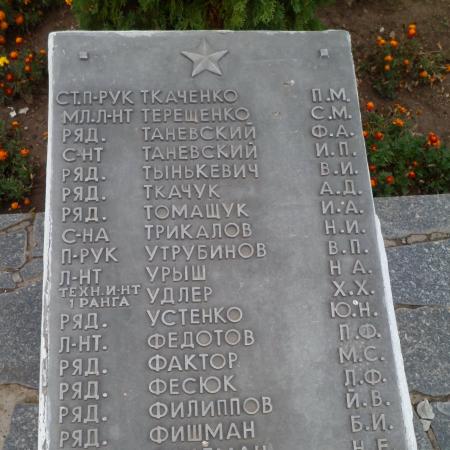 СТ.П-РУК ТКАЧЕНКО П.М.
МЛ.Л-НТ ТЕРЕЩЕНКО С.М.
РЯД. ТАНЕВСКИЙ Ф.А.
С-НТ ТАНЕВСКИЙ И.П.
РЯД. ТЫНЬКЕВИЧ В.И.
РЯД. ТКАЧУК А.Д.
РЯД. ТОМАЩУК И.А.
С-НА ТРИКАЛОВ Н.И.
П-РУК УТРУБИНОВ В.П.
Л-НТ УРЫШ Н А.
ТЕХН. И-НТ 1 РАНГА УДЛЕР Х.Х.
РЯД. УСТЕНКО Ю.Н.
Л-НТ. ФЕДОТОВ П.Ф.
РЯД. ФАКТОР М.С.
РЯД. ФЕСЮК Л.Ф.
РЯД. ФИЛИППОВ И.В.
РЯД. ФИШМАН Б.И.